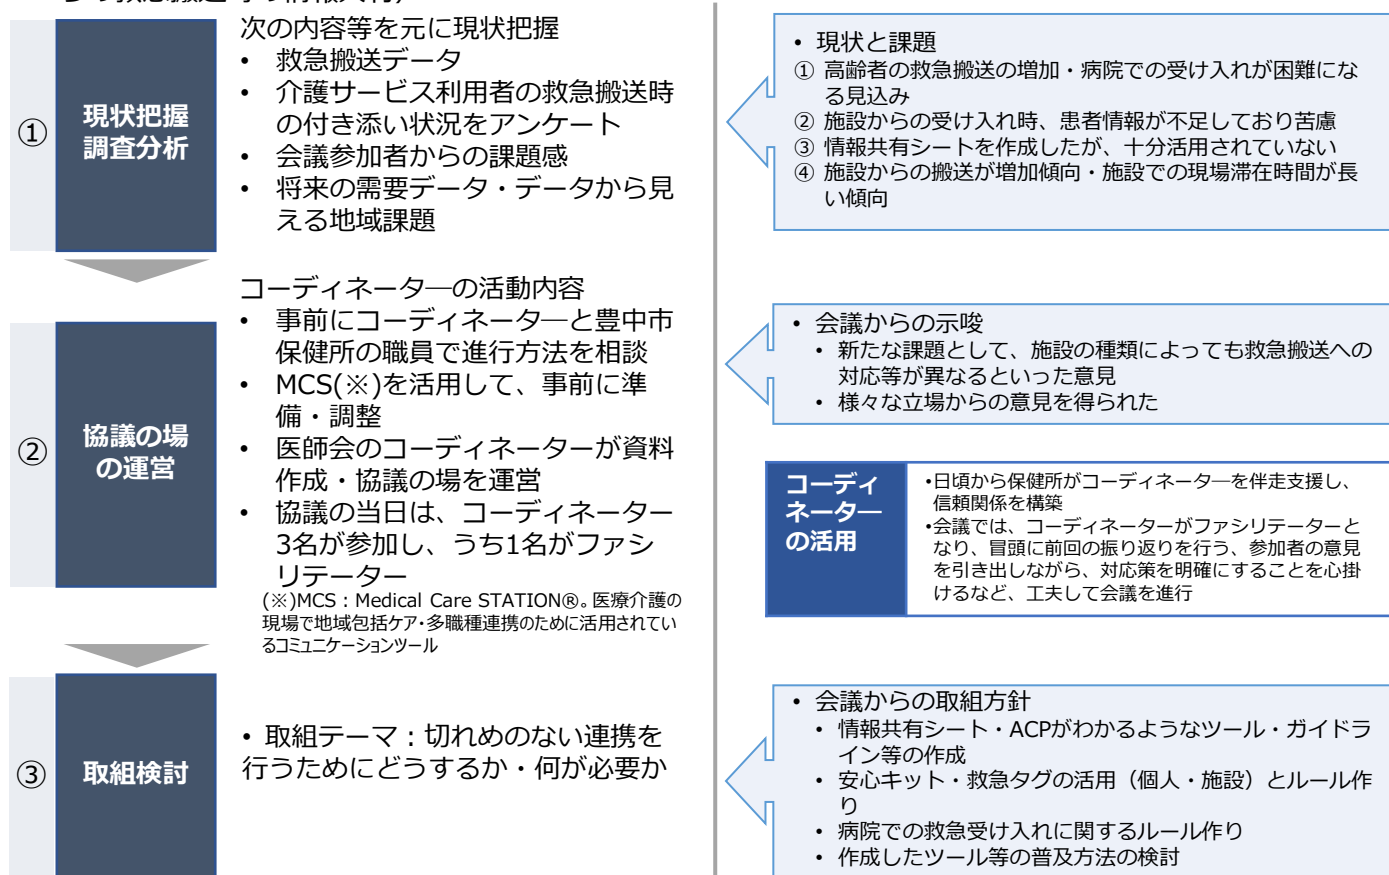 ①
現状把握
調査分析
次の内容等を元に現状把握
• 救急搬送データ
• 介護サービス利用者の救急搬送時
の付き添い状況をアンケート
• 会議参加者からの課題感
• 将来の需要データ・データから見
える地域課題
• 現状と課題
① 高齢者の救急搬送の増加・病院での受け入れが困難にな
る見込み
② 施設からの受け入れ時、患者情報が不足しており苦慮
③ 情報共有シートを作成したが、十分活用されていない
④ 施設からの搬送が増加傾向・施設での現場滞在時間が長
い傾向
②
協議の場
の運営
コーディネータ―の活動内容
• 事前にコーディネータ―と豊中市
保健所の職員で進行方法を相談
• MCS(※)を活用して、事前に準
備・調整
• 医師会のコーディネーターが資料
作成・協議の場を運営
• 協議の当日は、コーディネーター
3名が参加し、うち1名がファシ
リテーター
(※)MCS：Medical Care STATION®。医療介護の
現場で地域包括ケア・多職種連携のために活用されてい
るコミュニケーションツール
• 会議からの示唆
• 新たな課題として、施設の種類によっても救急搬送への
対応等が異なるといった意見
• 様々な立場からの意見を得られた
コーディ
ネータ―
の活用
•日頃から保健所がコーディネータ―を伴走支援し、
信頼関係を構築
•会議では、コーディネーターがファシリテーターと
なり、冒頭に前回の振り返りを行う、参加者の意見
を引き出しながら、対応策を明確にすることを心掛
けるなど、工夫して会議を進行
③
取組検討
• 取組テーマ：切れめのない連携を
行うためにどうするか・何が必要か
• 会議からの取組方針
• 情報共有シート・ACPがわかるようなツール・ガイドラ
イン等の作成
• 安心キット・救急タグの活用（個人・施設）とルール作
り
• 病院での救急受け入れに関するルール作り
• 作成したツール等の普及方法の検討